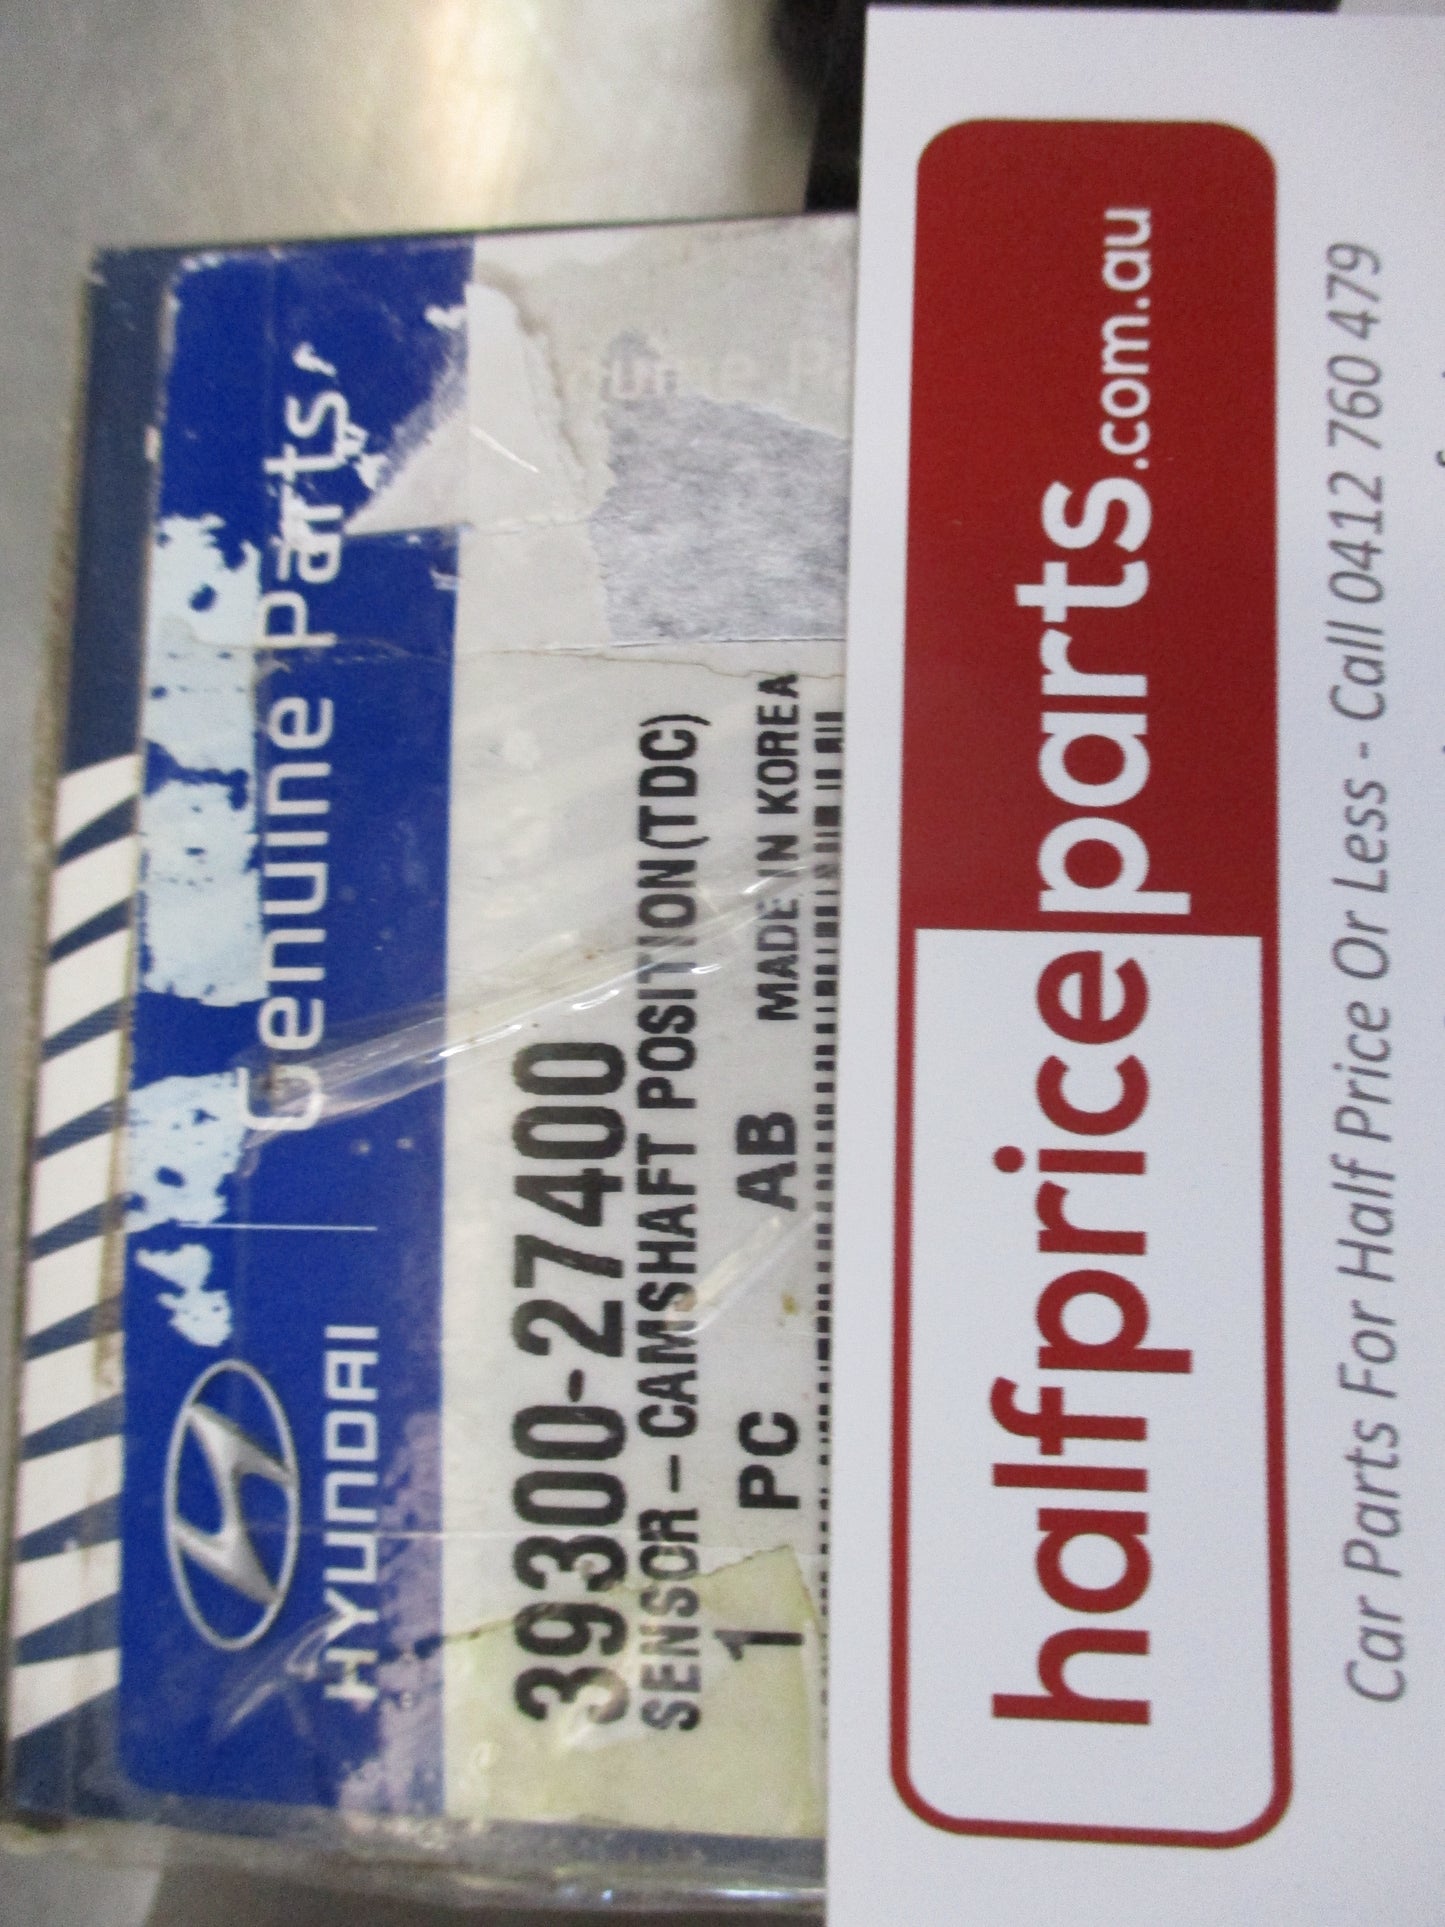 HYUNDAI
Genuine Parts
39300-27400
SENSOR-CAMSHAFT POSITION(TDC)
1 PC AB MADE IN KOREA
halfpriceparts.com.au
Car Parts For Half Price Or Less - Call 0412 760 479